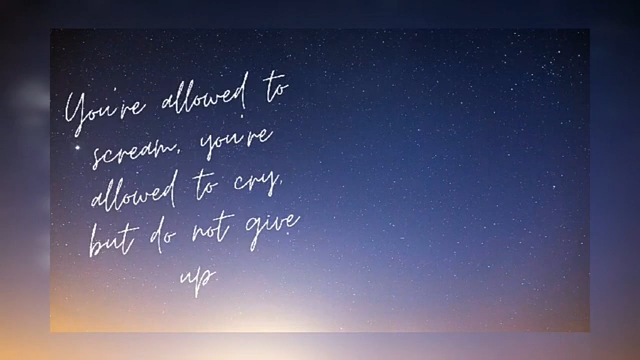 You're allowed to
scream, you're
allowed to cry,
but do not give
up